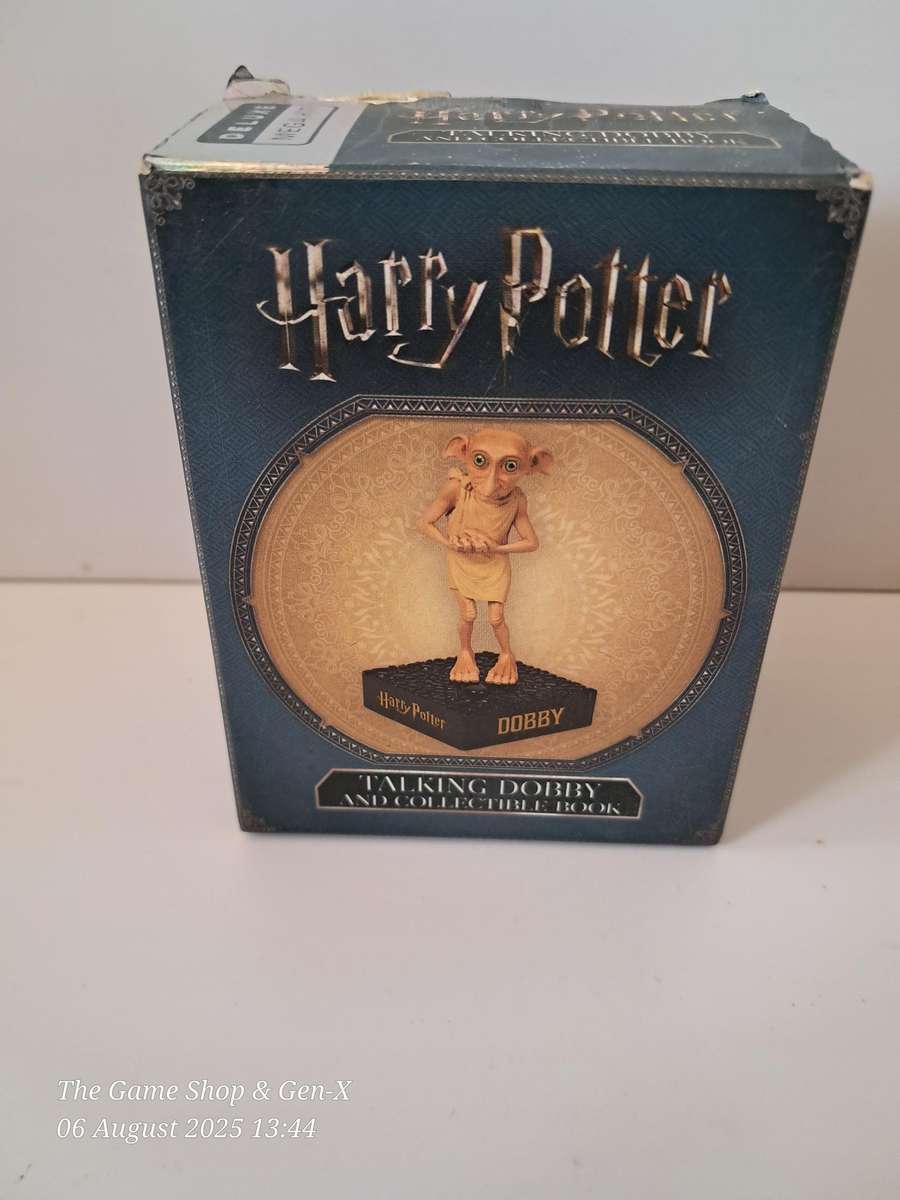 DELUXE
MEGA
Harry Potter
TALKING DOBBY
AND COLLECTIBLE BOOK
Harry Potter
Harry Potter
DOBBY
TALKING DOBBY
AND COLLECTIBLE BOOK
The Game Shop & Gen-X
06 August 2025 13:44